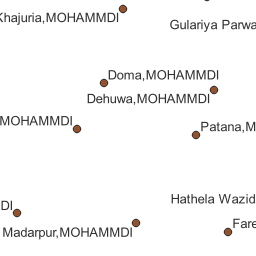 Khajuria,MOHAMMDI
Gulariya Parwa
Doma,MOHAMMDI
Dehuwa,MOHAMMDI
MOHAMMDI
Patana,M
Hathela Wazid
DI
Madarpur,MOHAMMDI
Fare